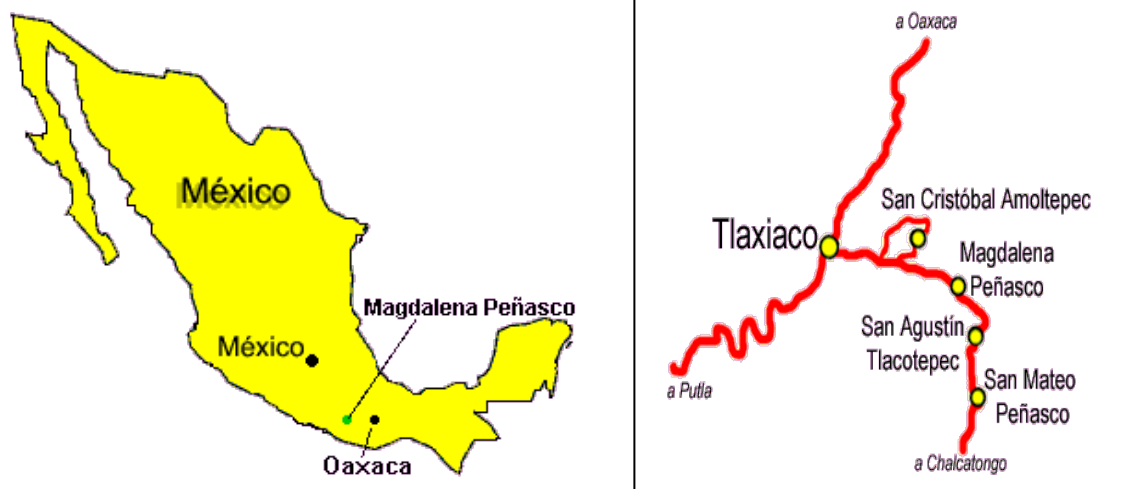 México
Magdalena Peñasco
México
Oaxaca
a Oaxaca
San Cristóbal Amoltepec
Tlaxiaco
Magdalena
Peñasco
San Agustín
Tlacotepec
San Mateo
Peñasco
a Putla
a Chalcatongo